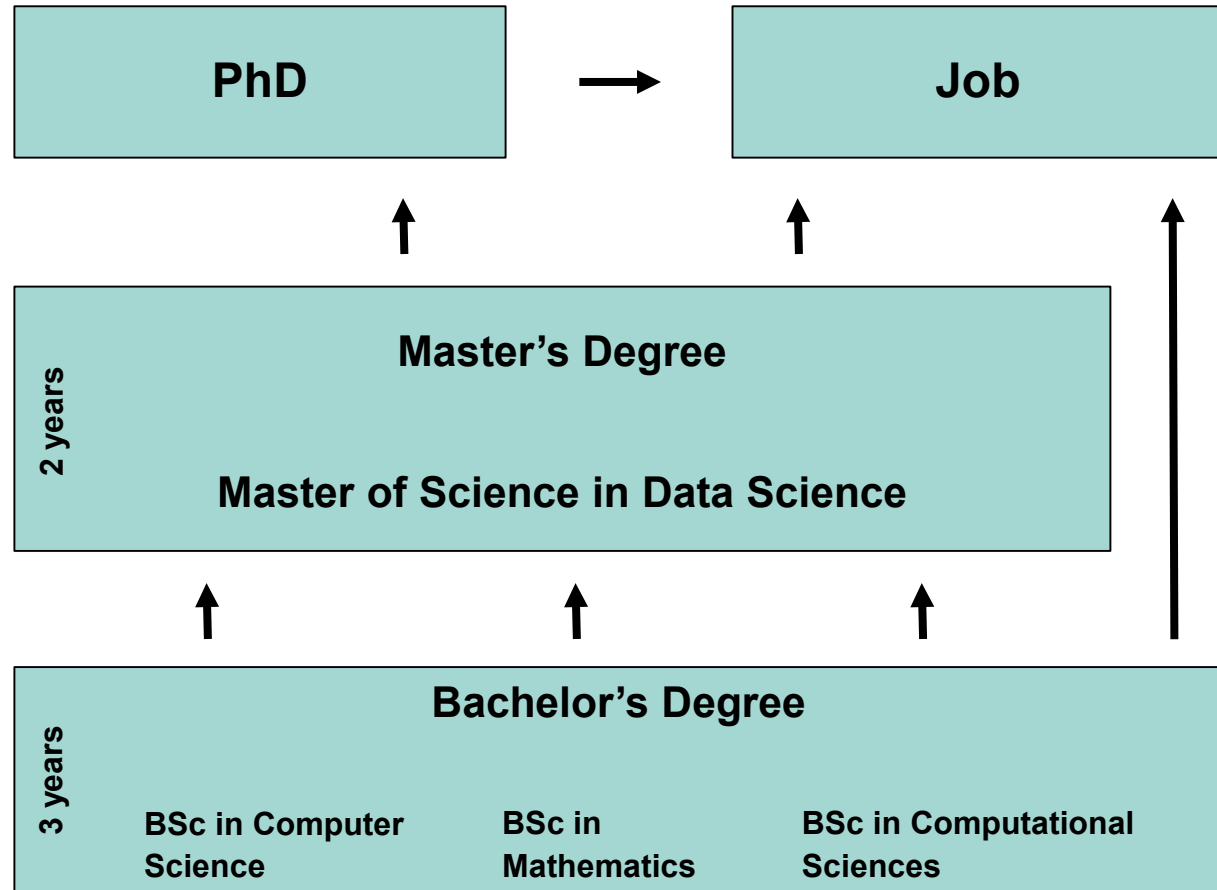 PhD
Job
2 years
Master’s Degree
Master of Science in Data Science
3 years
Bachelor’s Degree
BSc in Computer
Science
BSc in
Mathematics
BSc in Computational
Sciences